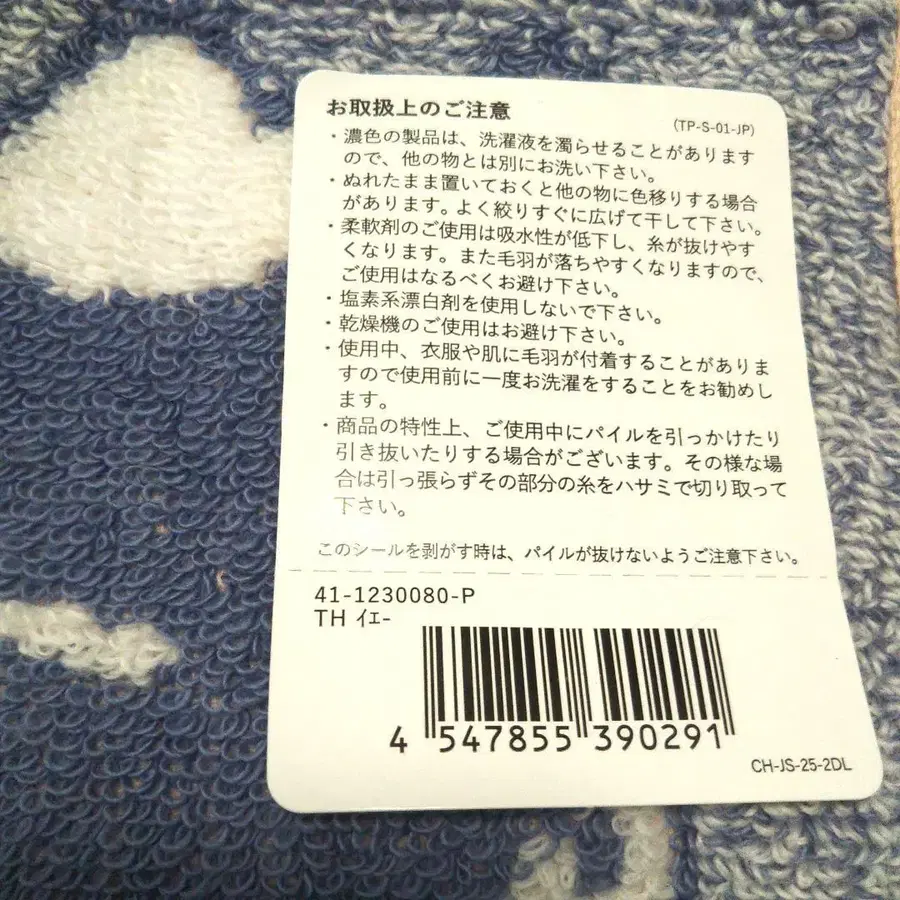 お取扱上のご注意
(TP-S-01-JP)
・濃色の製品は、洗濯液を濁らせることがあります
ので、他の物とは別にお洗い下さい。
・ぬれたまま置いておくと他の物に色移りする場合
があります。よく絞りすぐに広げて干して下さい。
・柔軟剤のご使用は吸水性が低下し、糸が抜けやす
くなります。また毛羽が落ちやすくなりますので、
ご使用はなるべくお避け下さい。
・塩素系漂白剤を使用しないで下さい。
・乾燥機のご使用はお避け下さい。
・使用中、衣服や肌に毛羽が付着することがありま
すので使用前に一度お洗濯をすることをお勧めし
ます。
・商品の特性上、ご使用中にパイルを引っかけたり
引き抜いたりする場合がございます。その様な場
合は引っ張らずその部分の糸をハサミで切り取って
下さい。
このシールを剥がす時は、パイルが抜けないようご注意下さい。
41-1230080-P
TH イエ-
4 547855 390291
CH-JS-25-2DL